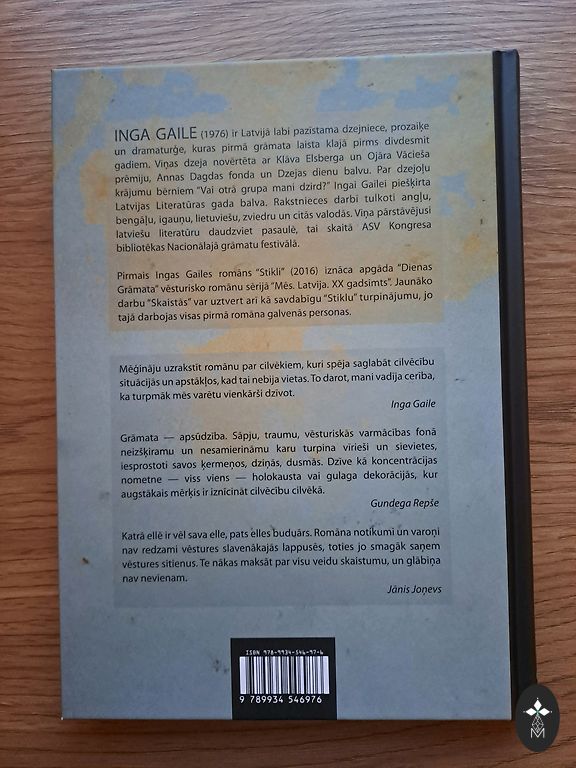 INGA GAILE (1976) ir Latvijā labi pazīstama dzejniece, prozaiķe
un dramaturģe, kuras pirmā grāmata laista klajā pirms divdesmit
gadiem. Viņas dzeja novērtēta ar Klāva Elsberga un Ojāra Vācieša
prēmiju, Annas Dagdas fonda un Dzejas dienu balvu. Par dzejoļu
krājumu bērniem "Vai otrā grupa mani dzird?" Ingai Gailei piešķirta
Latvijas Literatūras gada balva. Rakstnieces darbi tulkoti angļu,
bengāļu, igauņu, lietuviešu, zviedru un citās valodās. Viņa pārstāvējusi
latviešu literatūru daudzviet pasaulē, tai skaitā ASV Kongresa
bibliotēkas Nacionālajā grāmatu festivālā.
Pirmais Ingas Gailes romāns "Stikli" (2016) iznāca apgāda "Dienas
Grāmata" vēsturisko romānu sērijā "Mēs. Latvija. XX gadsimts". Jaunāko
darbu "Skaistās" var uztvert arī kā savdabīgu "Stiklu" turpinājumu, jo
tajā darbojas visas pirmā romāna galvenās personas.
Mēģināju uzrakstīt romānu par cilvēkiem, kuri spēja saglabāt cilvēcību
situācijās un apstākļos, kad tai nebija vietas. To darot, mani vadīja cerība,
ka turpmāk mēs varētu vienkārši dzīvot.
Inga Gaile
Grāmata — apsūdzība. Sāpju, traumu, vēsturiskās varmācības fonā
neizšķiramu un nesamierināmu karu turpina vīrieši un sievietes,
iesprostoti savos ķermeņos, dziņās, dusmās. Dzīve kā koncentrācijas
nometne — viss viens — holokausta vai gulaga dekorācijās, kur
augstākais mērķis ir iznīcināt cilvēcību cilvēkā.
Gundega Repše
Katrā ellē ir vēl sava elle, pats elles buduārs. Romāna notikumi un varoņi
nav redzami vēstures slavenākajās lappusēs, toties jo smagāk saņem
vēstures sitienus. Te nākas maksāt par visu veidu skaistumu, un glābiņa
nav nevienam.
Jānis Joņevs
ISBN 978-9934-546-97-6
9 789934 546976
M